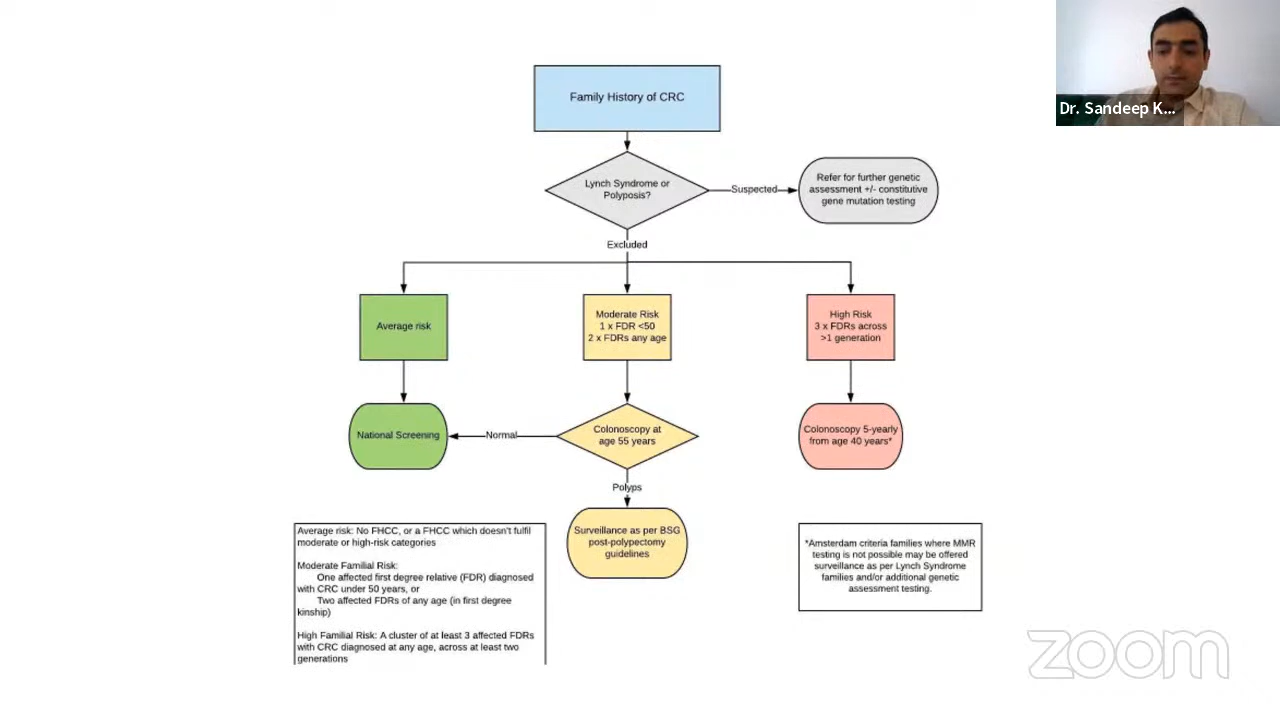 Dr. Sandeep K...
Family History of CRC
Lynch Syndrome or
Polyposis?
Suspected
Refer for further genetic
assessment +/- constitutive
gene mutation testing
Excluded
Average risk
Moderate Risk
1 x FDR <50
2 x FDRs any age
High Risk
3 x FDRs across
>1 generation
National Screening
Normal
Colonoscopy at
age 55 years
Colonoscopy 5-yearly
from age 40 years*
Polyps
Surveillance as per BSG
post-polypectomy
guidelines
Average risk: No FHCC, or a FHCC which doesn't fulfil
moderate or high-risk categories
Moderate Familial Risk:
One affected first degree relative (FDR) diagnosed
with CRC under 50 years, or
Two affected FDRs of any age (in first degree
kinship)
High Familial Risk: A cluster of at least 3 affected FDRs
with CRC diagnosed at any age, across at least two
generations
*Amsterdam criteria families where MMR
testing is not possible may be offered
surveillance as per Lynch Syndrome
families and/or additional genetic
assessment testing.
zoom